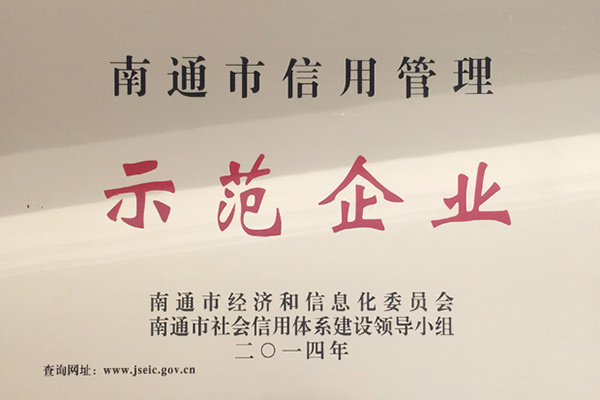 南通市信用管理
示范企业
南通市经济和信息化委员会
南通市社会信用体系建设领导小组
二〇一四年
查询网址：www.jseic.gov.cn